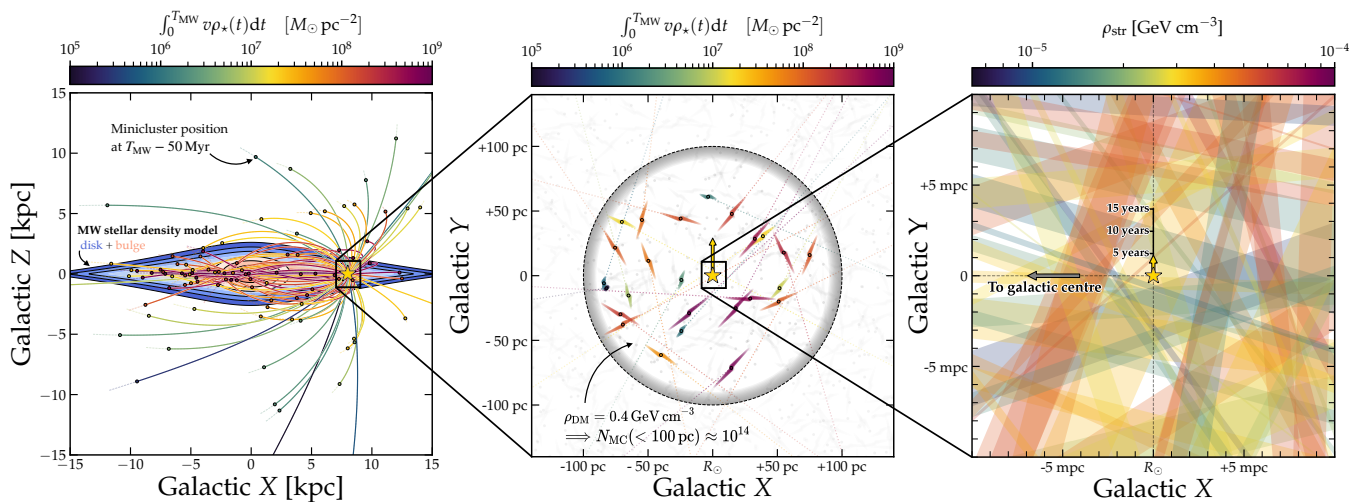 ∫₀^{T_MW} vρ⋆(t)dt [M⊙ pc⁻²]
10⁵ 10⁶ 10⁷ 10⁸ 10⁹
15
10
5
0
−5
−10
−15
Galactic Z [kpc]
Minicluster position
at T_MW − 50 Myr
MW stellar density model
disk + bulge
−15 −10 −5 0 5 10 15
Galactic X [kpc]
∫₀^{T_MW} vρ⋆(t)dt [M⊙ pc⁻²]
10⁵ 10⁶ 10⁷ 10⁸ 10⁹
+100 pc
+50 pc
0
-50 pc
-100 pc
Galactic Y
ρ_DM = 0.4 GeV cm⁻³
⟹ N_MC(< 100 pc) ≈ 10¹⁴
-100 pc -50 pc R⊙ +50 pc +100 pc
Galactic X
ρ_str [GeV cm⁻³]
10⁻⁵ 10⁻⁴
+5 mpc
0
-5 mpc
Galactic Y
15 years
10 years
5 years
To galactic centre
-5 mpc R⊙ +5 mpc
Galactic X